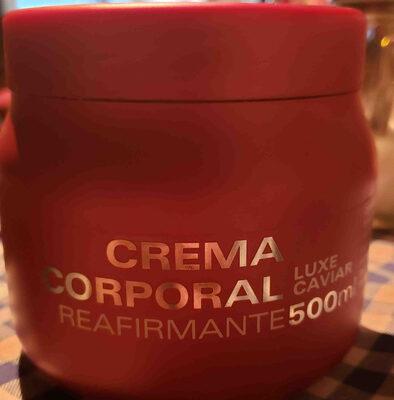 CREMA
CORPORAL
REAFIRMANTE
LUXE
CAVIAR
500ml